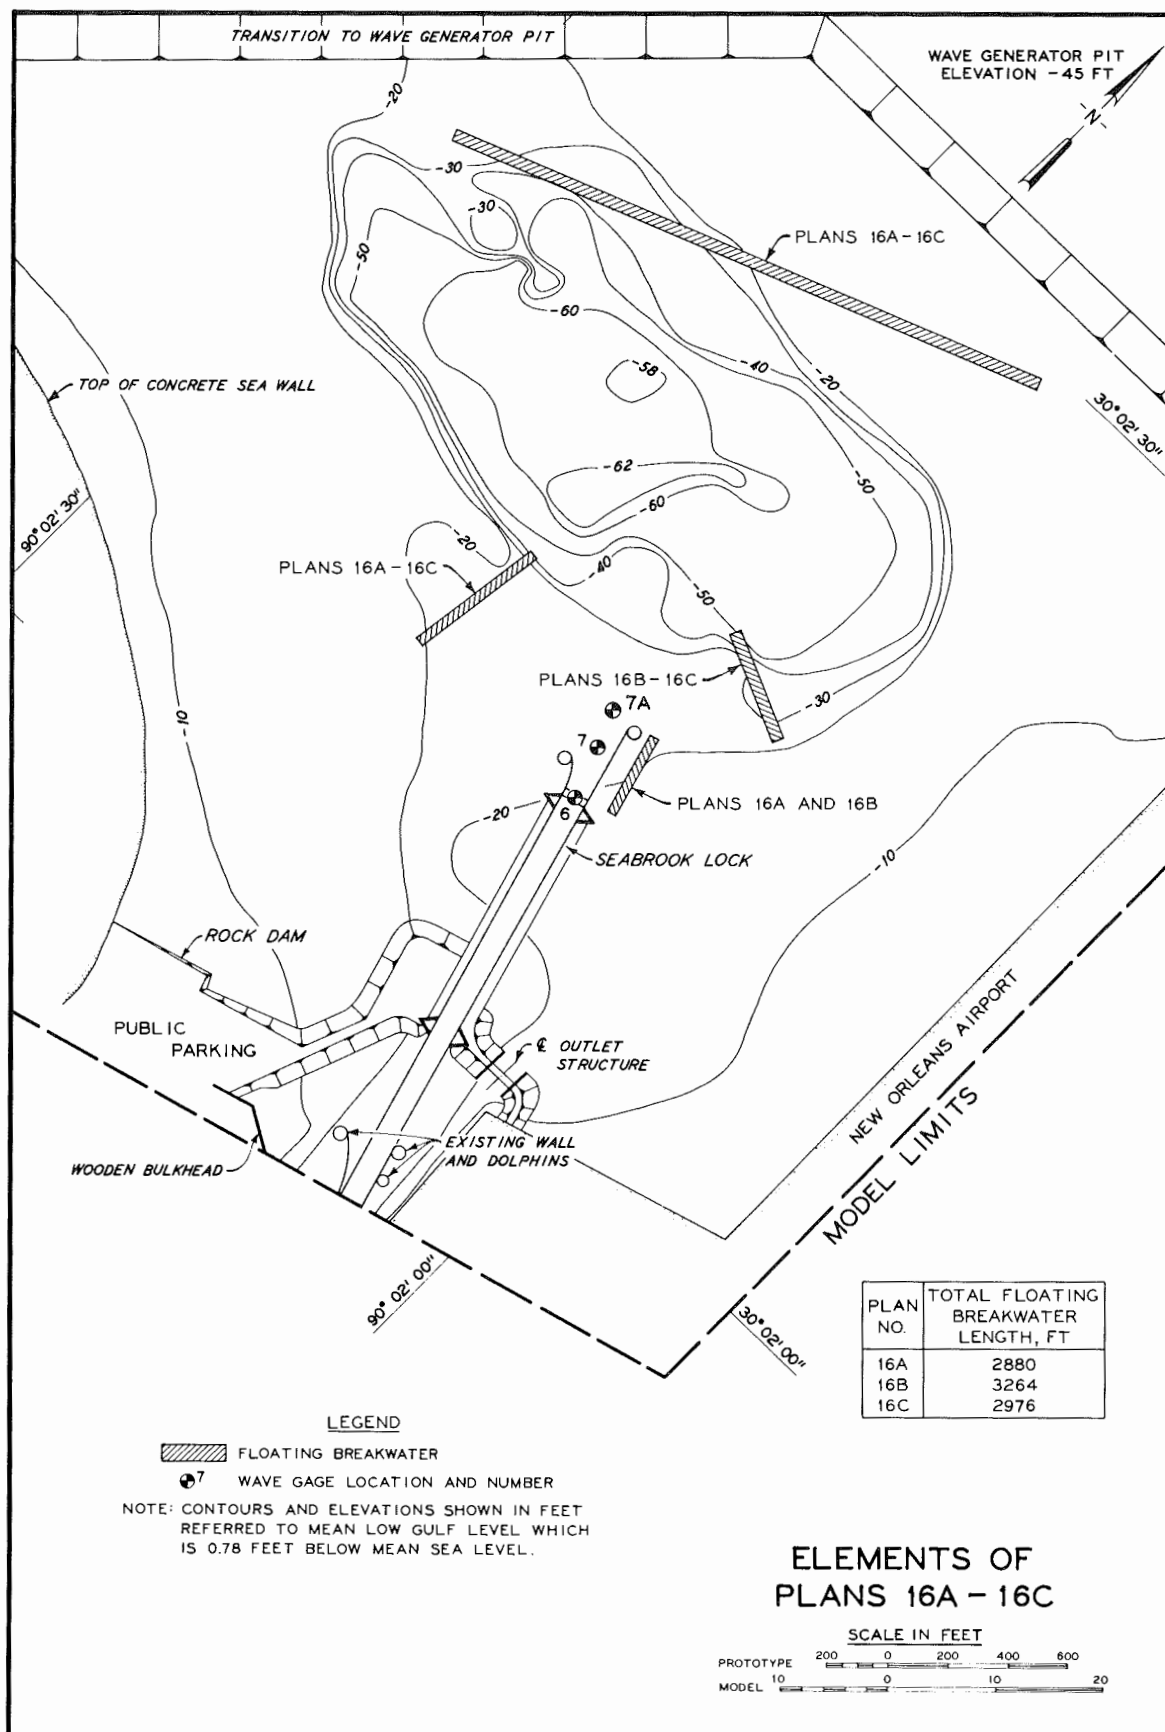 TRANSITION TO WAVE GENERATOR PIT
WAVE GENERATOR PIT
ELEVATION -45 FT
-N-
-20
-30
-30
-50
PLANS 16A-16C
-60
-58
-40
-20
TOP OF CONCRETE SEA WALL
30° 02' 30"
90° 02' 30"
-62
-60
-50
-20
PLANS 16A-16C
-40
-50
PLANS 16B-16C
-30
7A
-10
7
6
-20
PLANS 16A AND 16B
SEABROOK LOCK
-10
ROCK DAM
PUBLIC
PARKING
℄ OUTLET
STRUCTURE
NEW ORLEANS AIRPORT
MODEL LIMITS
EXISTING WALL
AND DOLPHINS
WOODEN BULKHEAD
90° 02' 00"
30° 02' 00"
PLAN NO. TOTAL FLOATING BREAKWATER LENGTH, FT
16A 2880
16B 3264
16C 2976
LEGEND
FLOATING BREAKWATER
7 WAVE GAGE LOCATION AND NUMBER
NOTE: CONTOURS AND ELEVATIONS SHOWN IN FEET
REFERRED TO MEAN LOW GULF LEVEL WHICH
IS 0.78 FEET BELOW MEAN SEA LEVEL.
ELEMENTS OF
PLANS 16A - 16C
SCALE IN FEET
PROTOTYPE 200 0 200 400 600
MODEL 10 0 10 20